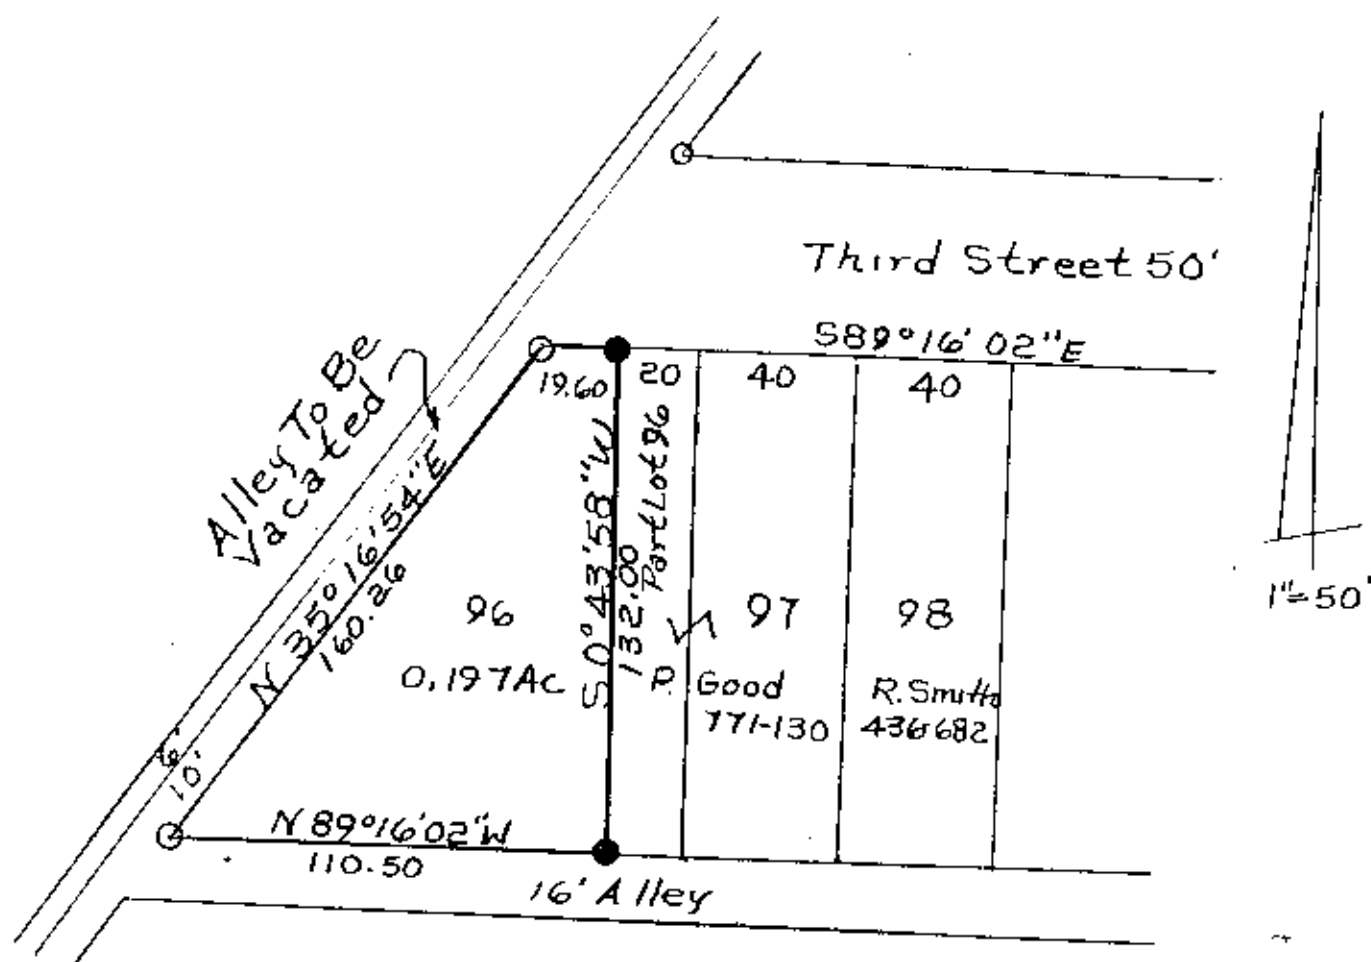 Third Street 50'
S89°16'02"E
19.60
20
40
40
Alley To Be
Vacated
N 35°16'54"E
160.26
S 0°43'58"W
132.00
Part Lot 96
96
0.197Ac
97
98
P. Good
771-130
R. Smith
436-682
1"=50'
6'
10'
N 89°16'02"W
110.50
16' Alley